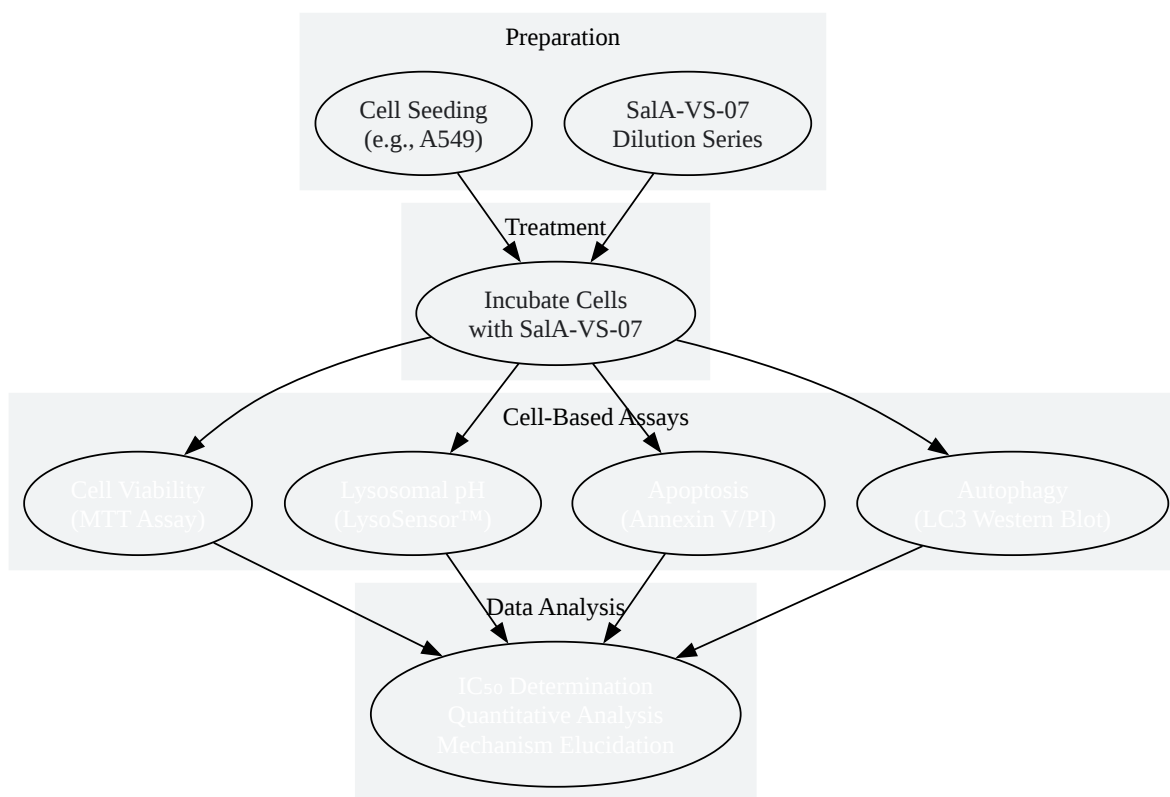 Preparation
Cell Seeding
(e.g., A549)
SalA-VS-07
Dilution Series
Treatment
Incubate Cells
with SalA-VS-07
Cell-Based Assays
Cell Viability
(MTT Assay)
Lysosomal pH
(LysoSensor™)
Apoptosis
(Annexin V/PI)
Autophagy
(LC3 Western Blot)
Data Analysis
IC₅₀ Determination
Quantitative Analysis
Mechanism Elucidation